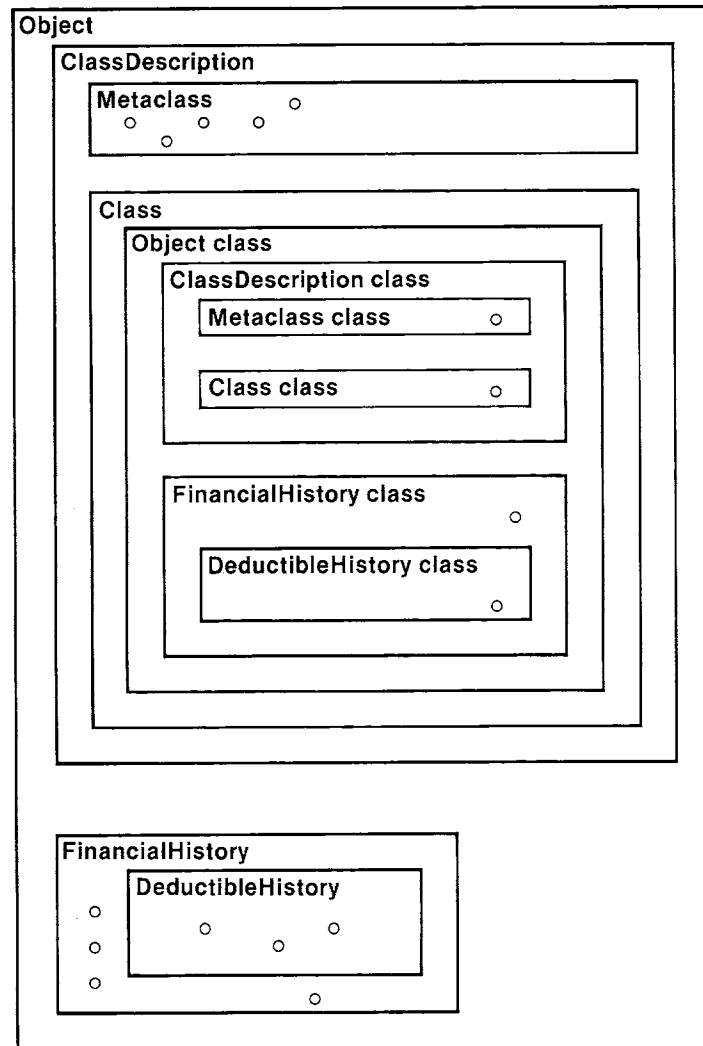 Object
ClassDescription
Metaclass
Class
Object class
ClassDescription class
Metaclass class
Class class
FinancialHistory class
DeductibleHistory class
FinancialHistory
DeductibleHistory